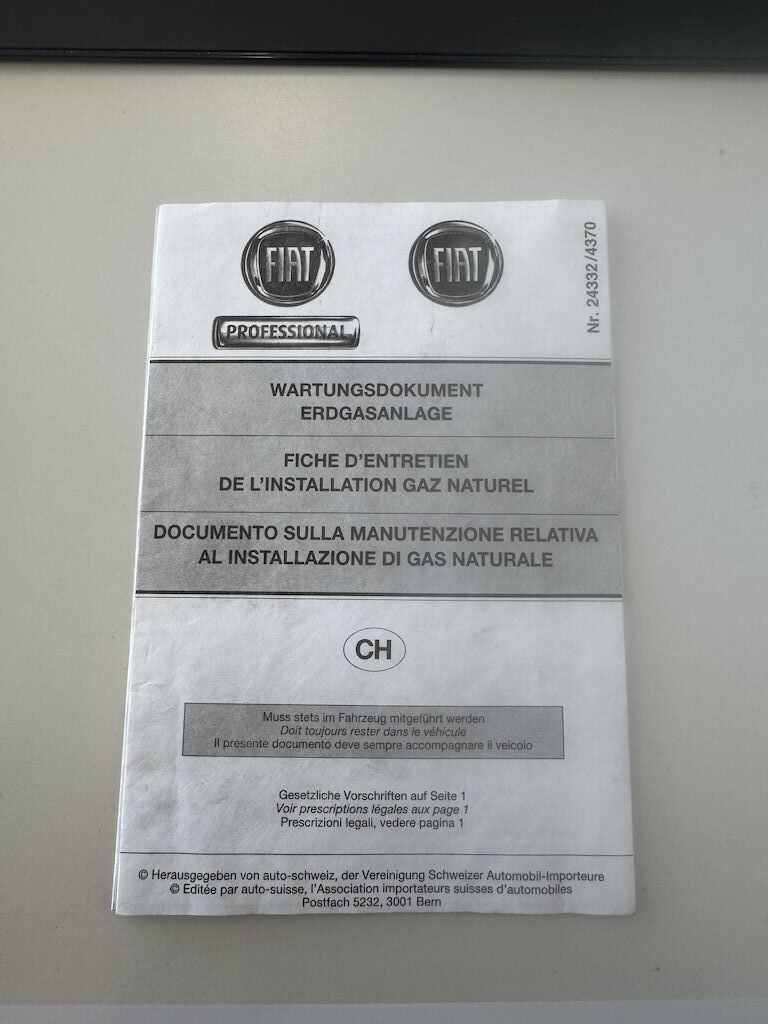 FIAT
FIAT
PROFESSIONAL
Nr. 24332/4370
WARTUNGSDOKUMENT
ERDGASANLAGE
FICHE D'ENTRETIEN
DE L'INSTALLATION GAZ NATUREL
DOCUMENTO SULLA MANUTENZIONE RELATIVA
AL INSTALLAZIONE DI GAS NATURALE
CH
Muss stets im Fahrzeug mitgeführt werden
Doit toujours rester dans le véhicule
Il presente documento deve sempre accompagnare il veicolo
Gesetzliche Vorschriften auf Seite 1
Voir prescriptions légales aux page 1
Prescrizioni legali, vedere pagina 1
© Herausgegeben von auto-schweiz, der Vereinigung Schweizer Automobil-Importeure
© Editée par auto-suisse, l'Association importateurs suisses d'automobiles
Postfach 5232, 3001 Bern